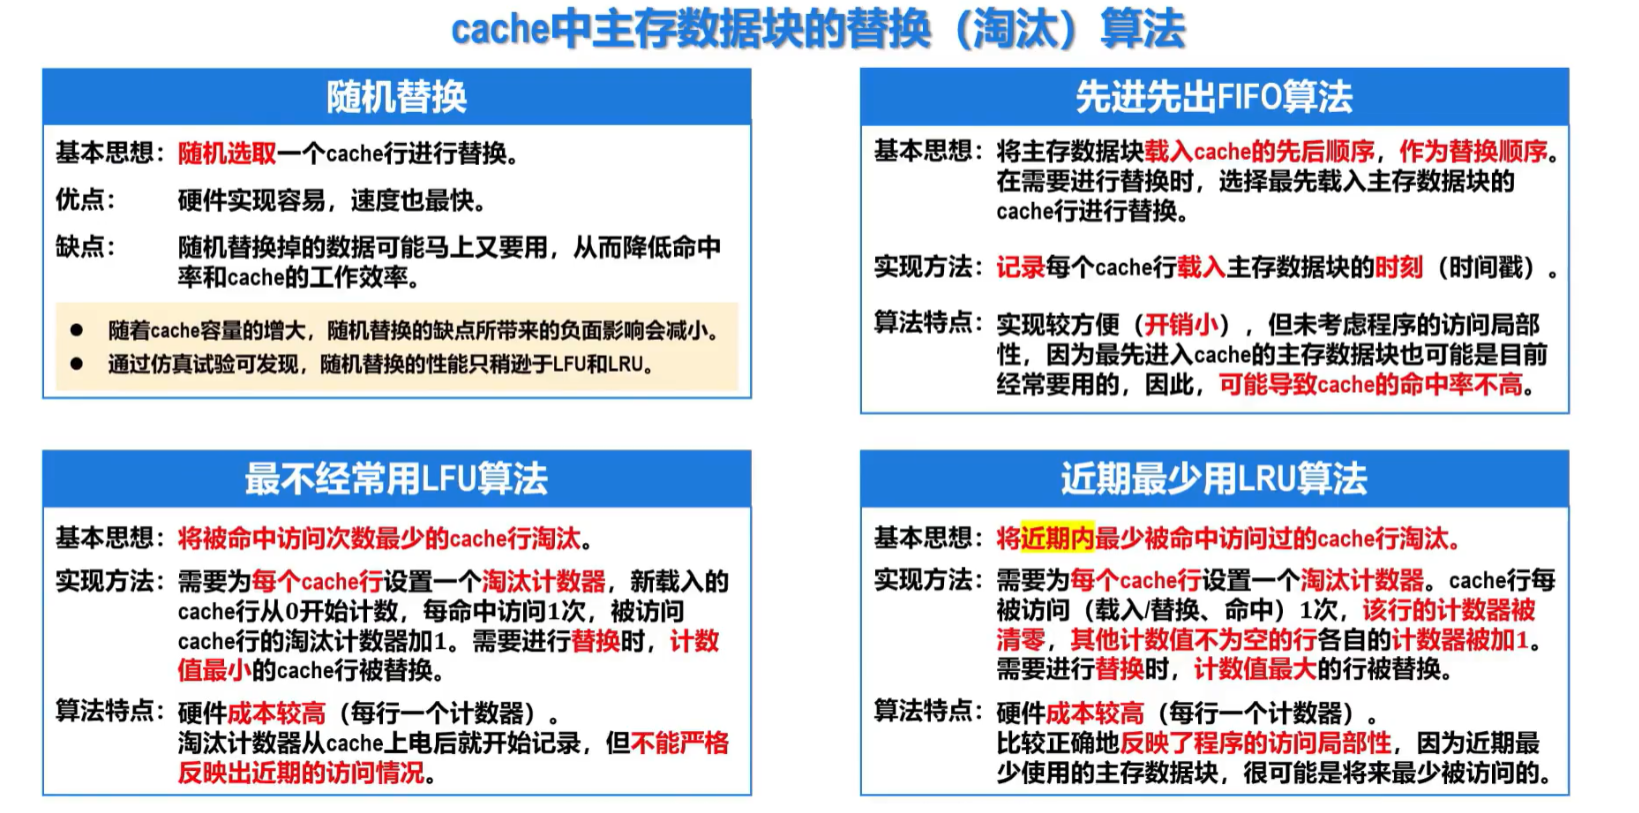 cache中主存数据块的替换（淘汰）算法
随机替换
基本思想：随机选取一个cache行进行替换。
优点：硬件实现容易，速度也最快。
缺点：随机替换掉的数据可能马上又要用，从而降低命中
率和cache的工作效率。
● 随着cache容量的增大，随机替换的缺点所带来的负面影响会减小。
● 通过仿真试验可发现，随机替换的性能只稍逊于LFU和LRU。
先进先出FIFO算法
基本思想：将主存数据块载入cache的先后顺序，作为替换顺序。
在需要进行替换时，选择最先载入主存数据块的
cache行进行替换。
实现方法：记录每个cache行载入主存数据块的时刻（时间戳）。
算法特点：实现较方便（开销小），但未考虑程序的访问局部
性，因为最先进入cache的主存数据块也可能是目前
经常要用的，因此，可能导致cache的命中率不高。
最不经常用LFU算法
基本思想：将被命中访问次数最少的cache行淘汰。
实现方法：需要为每个cache行设置一个淘汰计数器，新载入的
cache行从0开始计数，每命中访问1次，被访问
cache行的淘汰计数器加1。需要进行替换时，计数
值最小的cache行被替换。
算法特点：硬件成本较高（每行一个计数器）。
淘汰计数器从cache上电后就开始记录，但不能严格
反映出近期的访问情况。
近期最少用LRU算法
基本思想：将近期内最少被命中访问过的cache行淘汰。
实现方法：需要为每个cache行设置一个淘汰计数器。cache行每
被访问（载入/替换、命中）1次，该行的计数器被
清零，其他计数值不为空的行各自的计数器被加1。
需要进行替换时，计数值最大的行被替换。
算法特点：硬件成本较高（每行一个计数器）。
比较正确地反映了程序的访问局部性，因为近期最
少使用的主存数据块，很可能是将来最少被访问的。